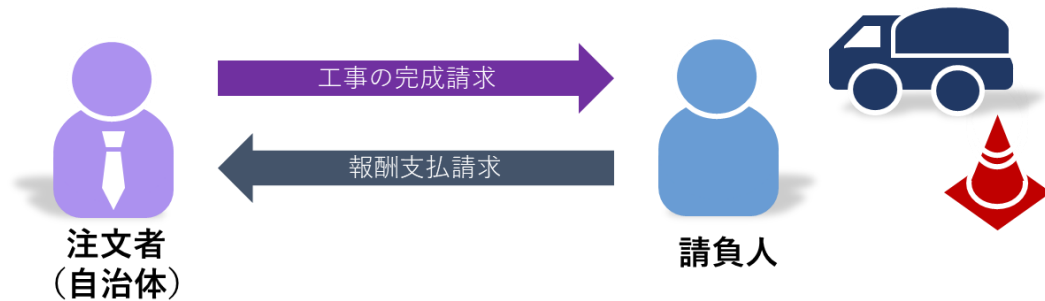 工事の完成請求
報酬支払請求
注文者
（自治体）
請負人